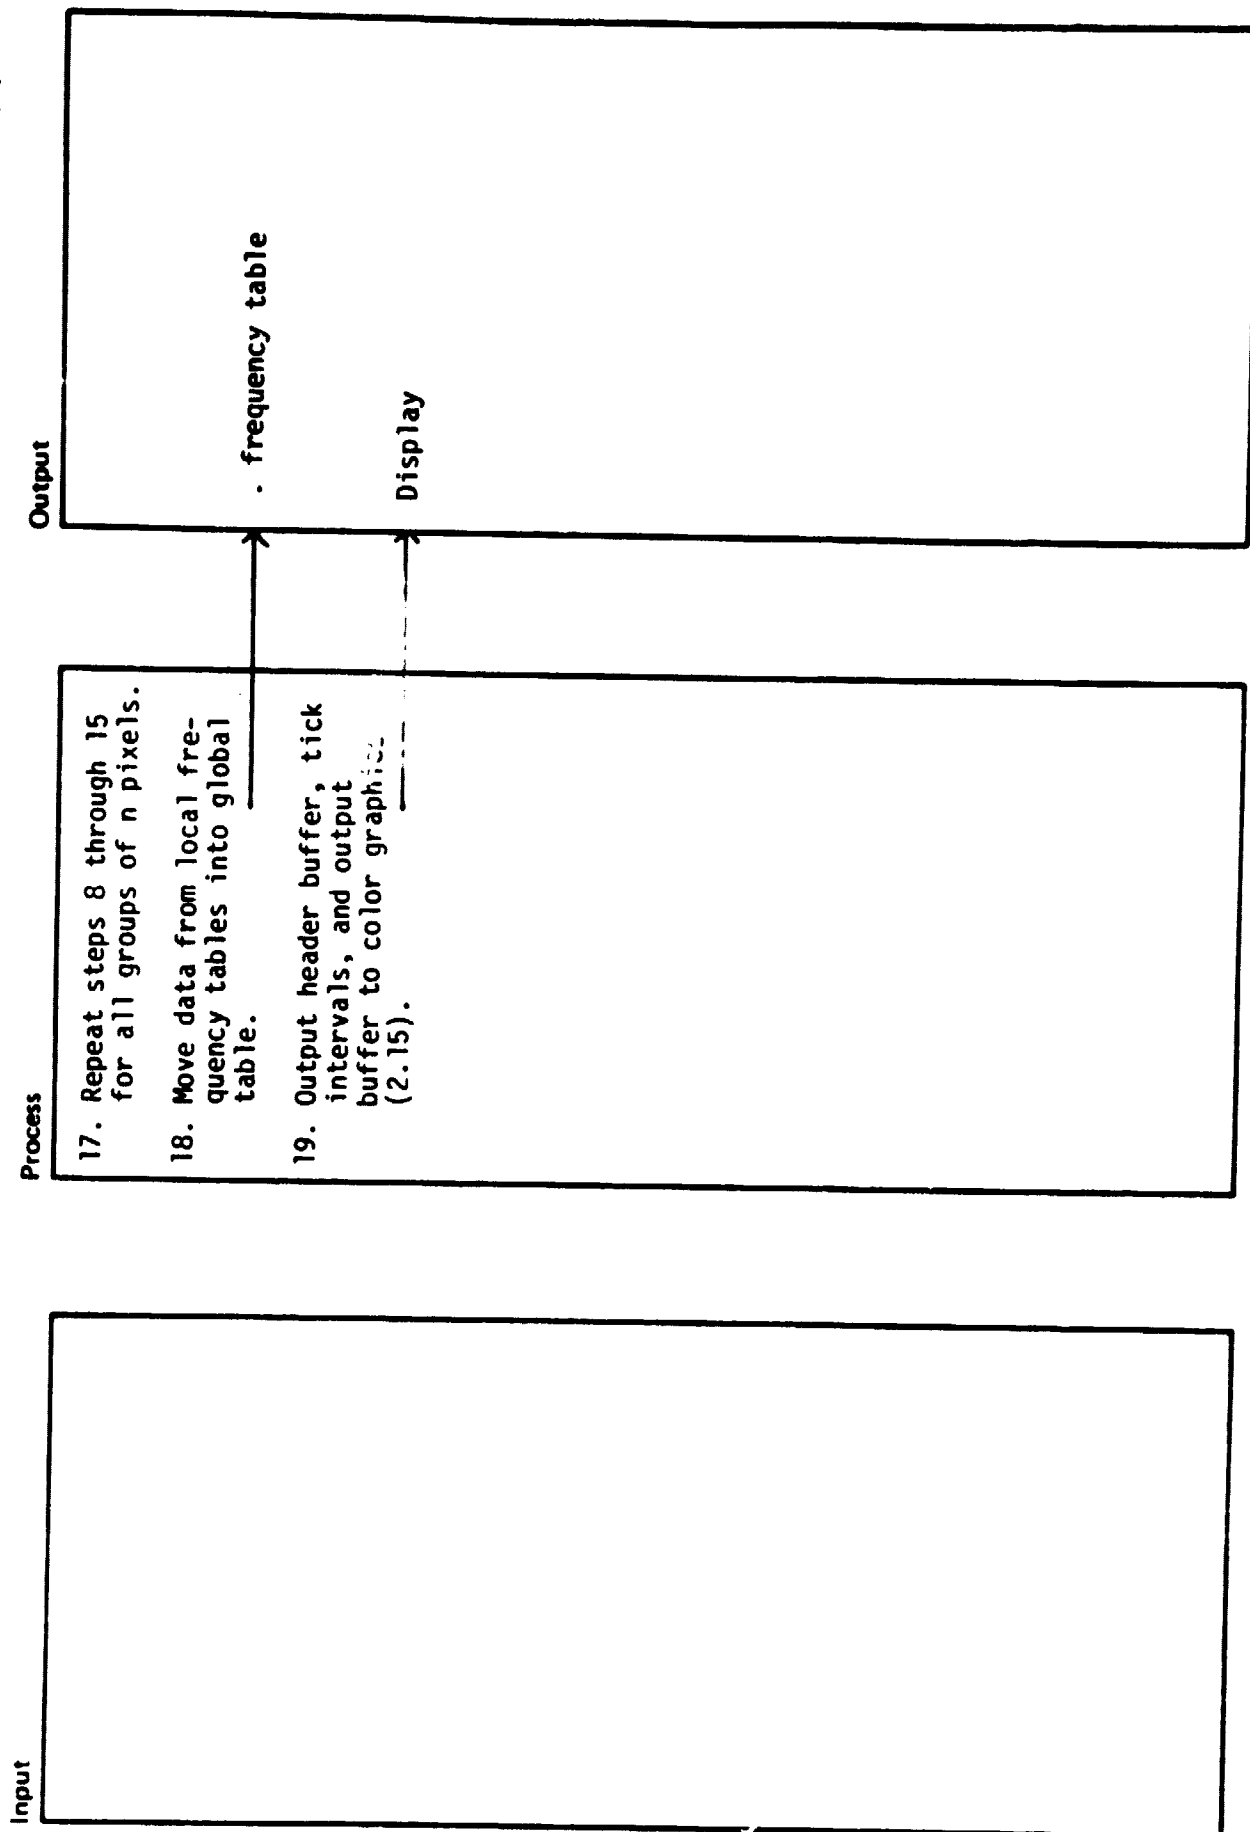 Input
Process
17. Repeat steps 8 through 15
for all groups of n pixels.
18. Move data from local fre-
quency tables into global
table.
19. Output header buffer, tick
intervals, and output
buffer to color graphics
(2.15).
Output
. frequency table
Display